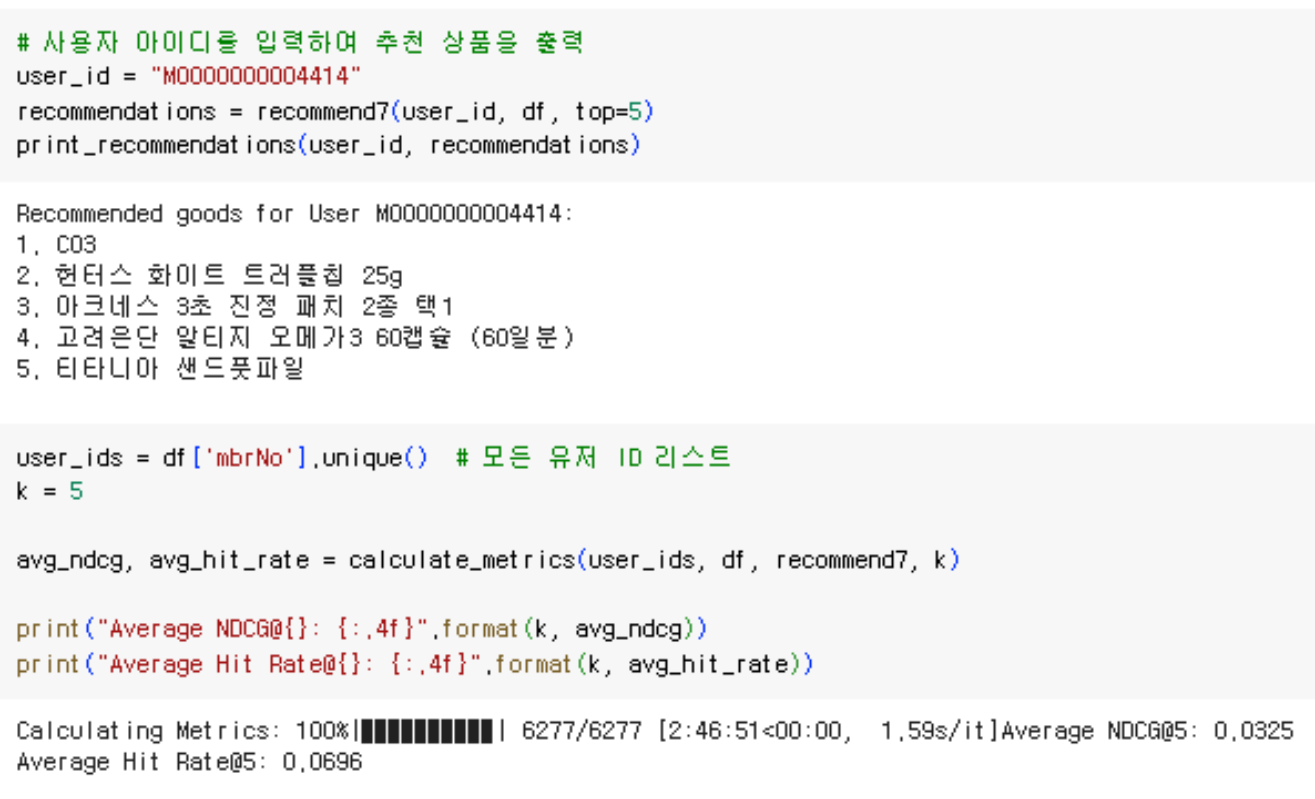 # 사용자 아이디를 입력하여 추천 상품을 출력
user_id = "M0000000004414"
recommendations = recommend7(user_id, df, top=5)
print_recommendations(user_id, recommendations)
Recommended goods for User M0000000004414:
1. C03
2. 헌터스 화이트 트러플칩 25g
3. 아크네스 3초 진정 패치 2종 택1
4. 고려은단 알티지 오메가3 60캡슐 (60일분)
5. 티타니아 샌드풋파일
user_ids = df['mbrNo'].unique()  # 모든 유저 ID 리스트
k = 5
avg_ndcg, avg_hit_rate = calculate_metrics(user_ids, df, recommend7, k)
print("Average NDCG@{}: {:.4f}".format(k, avg_ndcg))
print("Average Hit Rate@{}: {:.4f}".format(k, avg_hit_rate))
Calculating Metrics: 100%|██████████| 6277/6277 [2:46:51<00:00,  1.59s/it]Average NDCG@5: 0.0325
Average Hit Rate@5: 0.0696